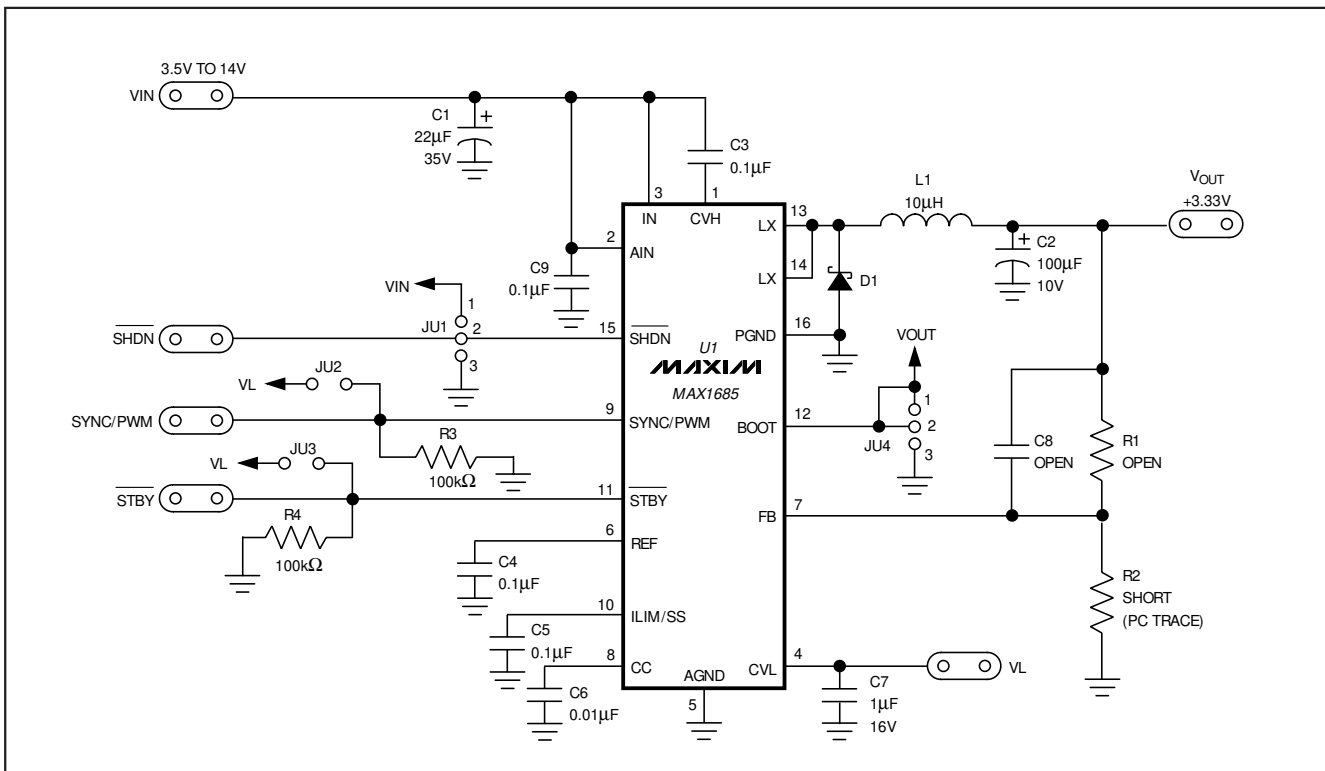 3.5V TO 14V
VIN
C1
+
22µF
35V
C3
0.1µF
3
1
IN
CVH
2
AIN
C9
0.1µF
VIN
1
JU1
2
3
SHDN
15
SHDN
VL
JU2
SYNC/PWM
9
SYNC/PWM
R3
100kΩ
VL
JU3
STBY
11
STBY
R4
100kΩ
6
REF
C4
0.1µF
10
ILIM/SS
C5
0.1µF
8
CC
C6
0.01µF
AGND
5
U1
MAXIM
MAX1685
13
LX
14
LX
16
PGND
D1
L1
10µH
+
C2
100µF
10V
VOUT
+3.33V
VOUT
12
BOOT
1
2
3
JU4
C8
OPEN
R1
OPEN
7
FB
R2
SHORT
(PC TRACE)
4
CVL
C7
1µF
16V
VL